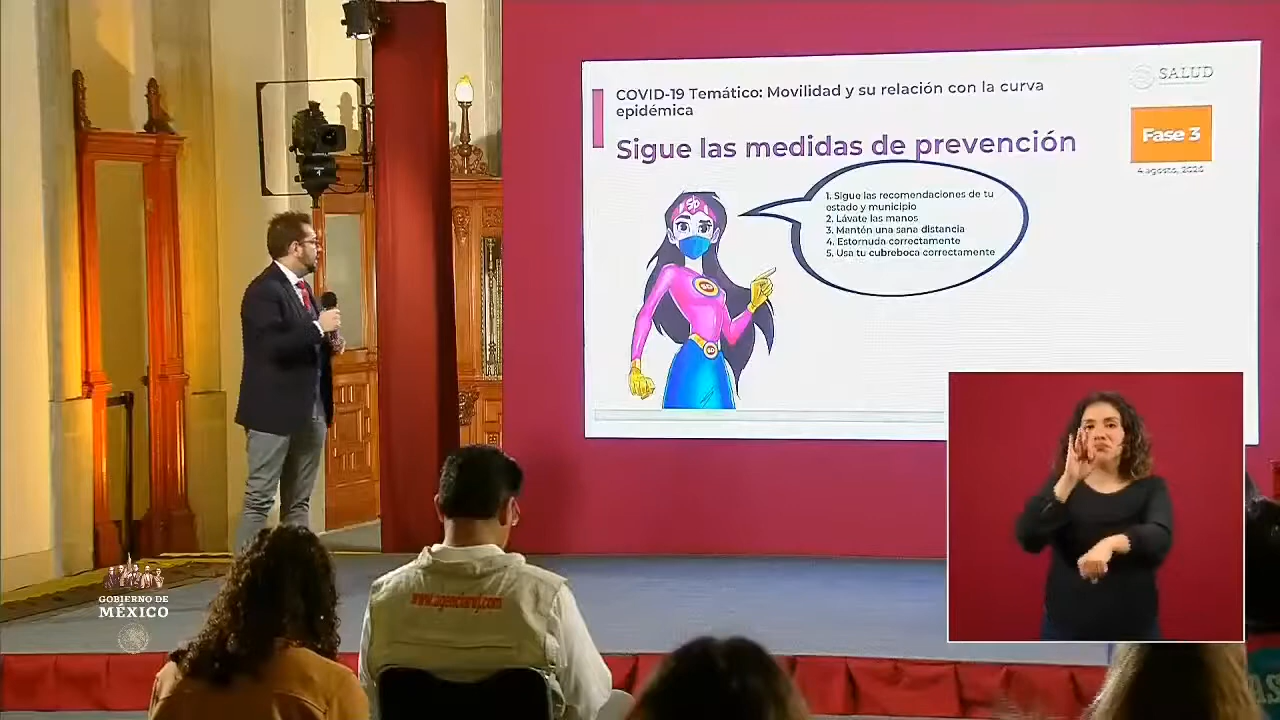 COVID-19 Temático: Movilidad y su relación con la curva
epidémica
SALUD
Fase 3
4 agosto, 2020
Sigue las medidas de prevención
1. Sigue las recomendaciones de tu
estado y municipio
2. Lávate las manos
3. Mantén una sana distancia
4. Estornuda correctamente
5. Usa tu cubreboca correctamente
SD
SD
GOBIERNO DE
MÉXICO